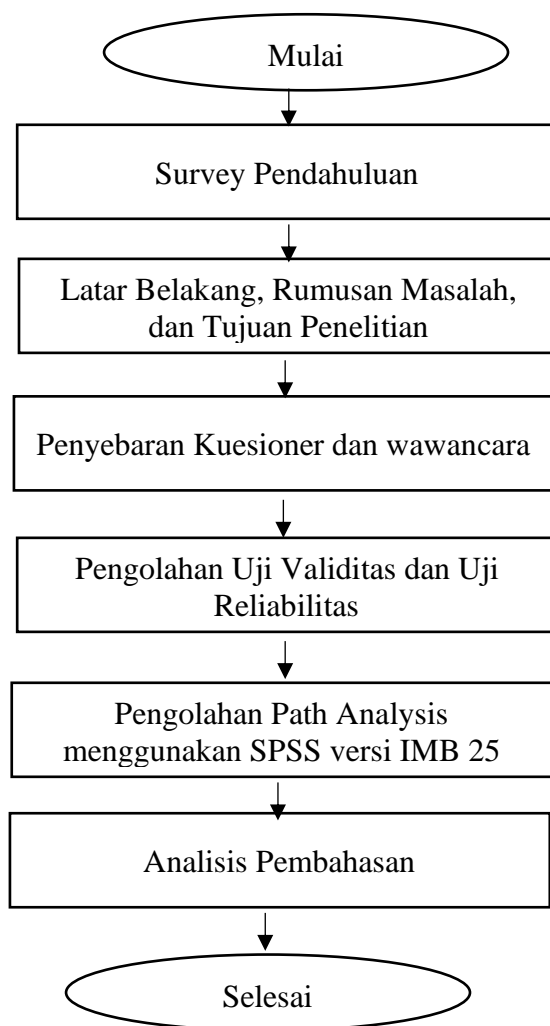 Mulai
Survey Pendahuluan
Latar Belakang, Rumusan Masalah,
dan Tujuan Penelitian
Penyebaran Kuesioner dan wawancara
Pengolahan Uji Validitas dan Uji
Reliabilitas
Pengolahan Path Analysis
menggunakan SPSS versi IMB 25
Analisis Pembahasan
Selesai